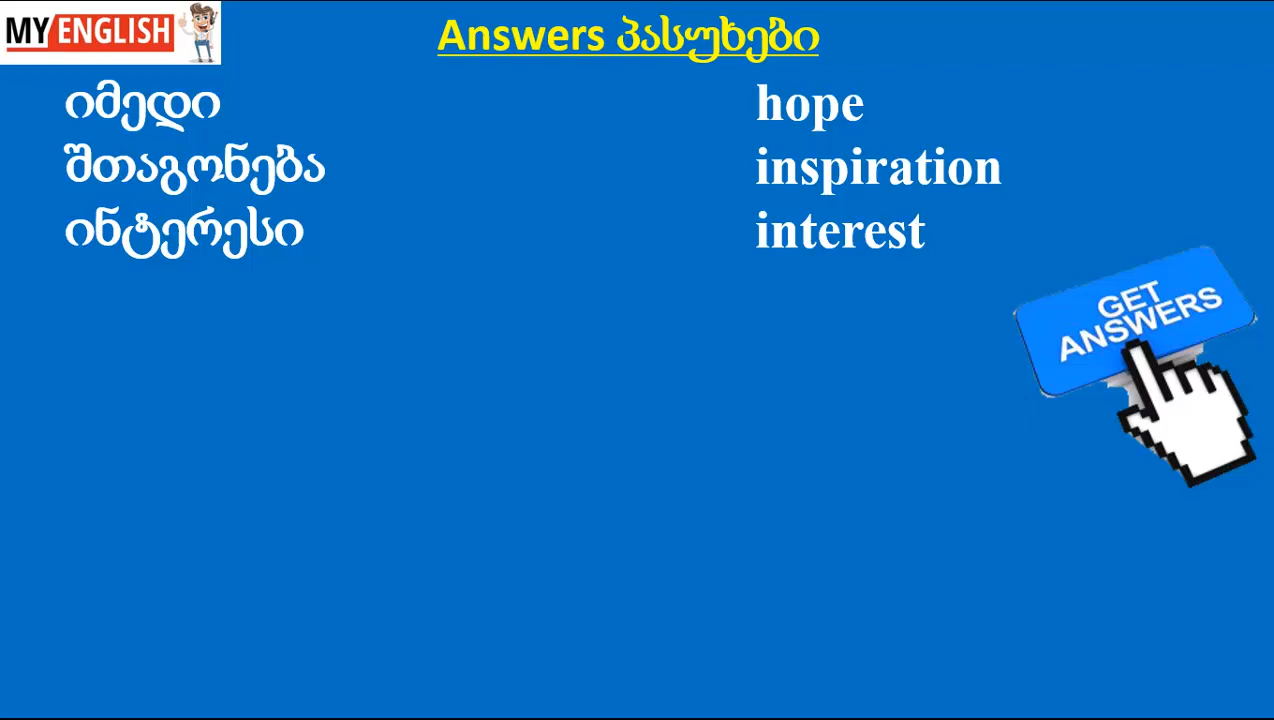 MY ENGLISH
Answers პასუხები
იმედი hope
შთაგონება inspiration
ინტერესი interest
GET
ANSWERS